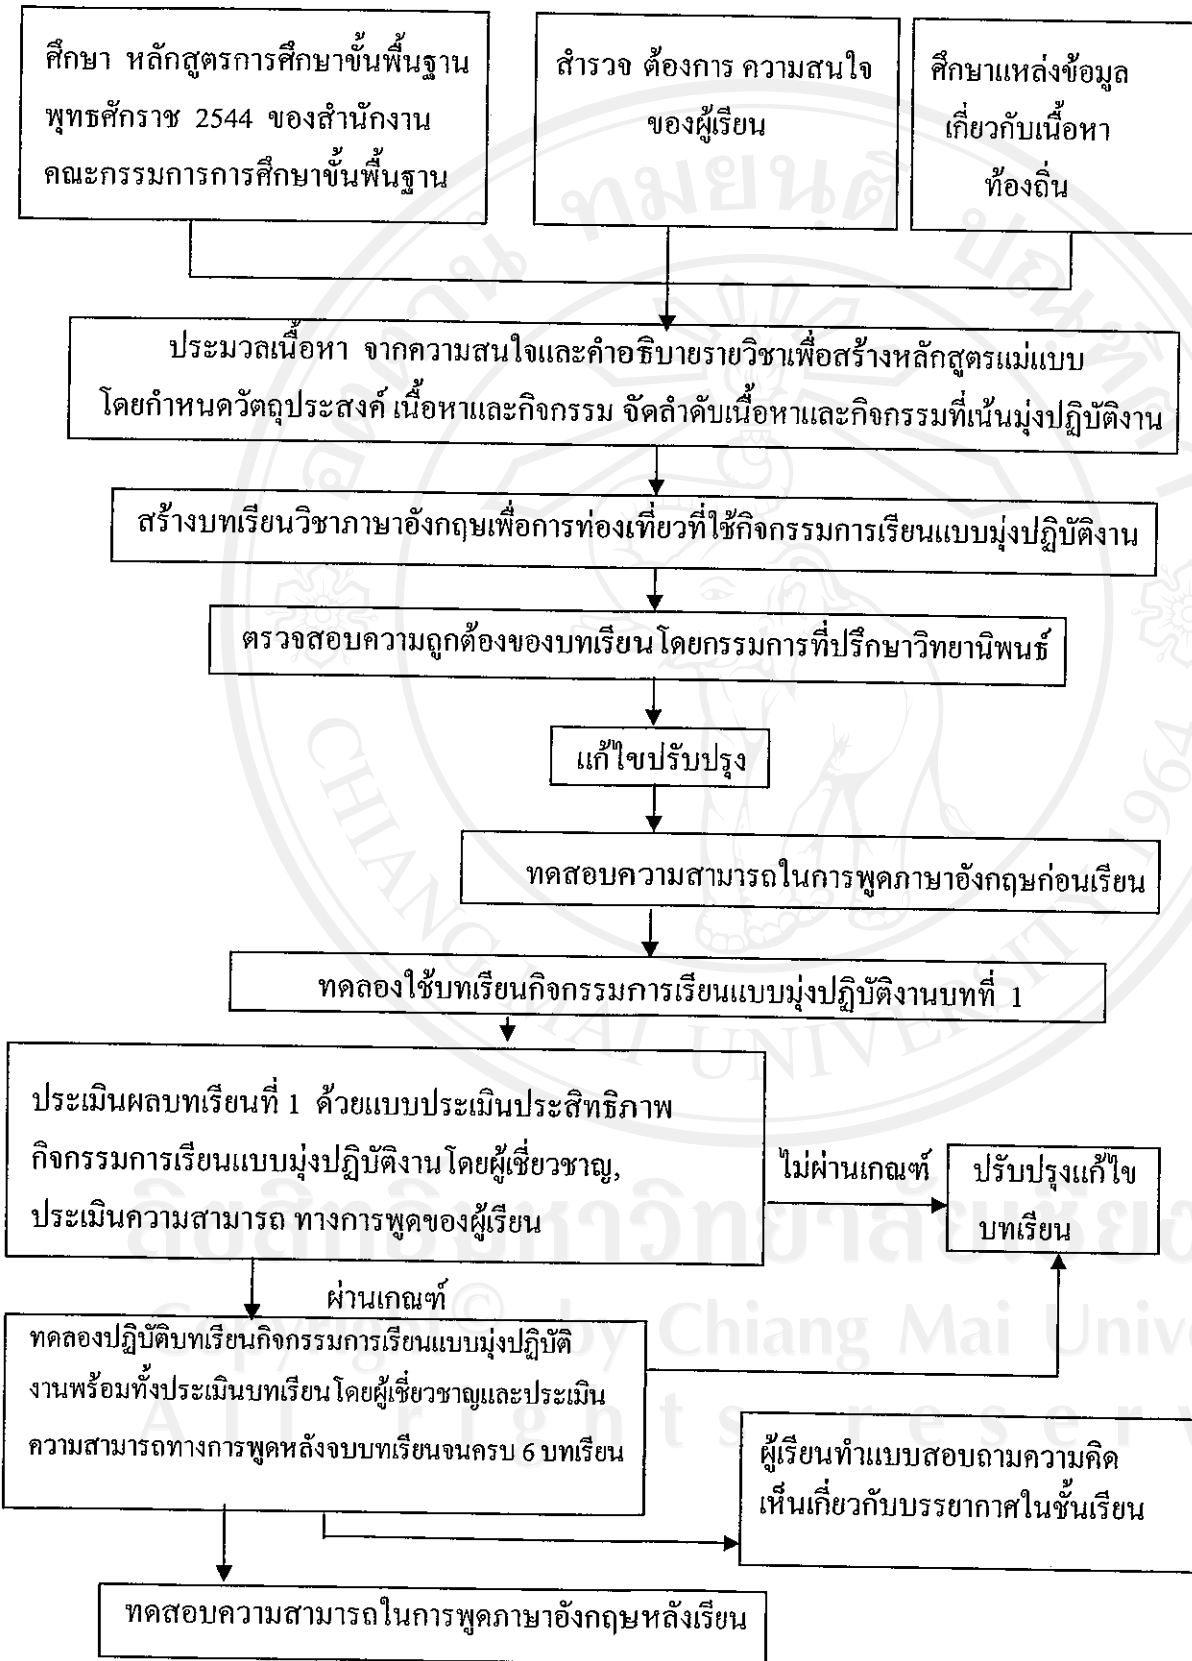 ศึกษา หลักสูตรการศึกษาขั้นพื้นฐาน
พุทธศักราช 2544 ของสำนักงาน
คณะกรรมการการศึกษาขั้นพื้นฐาน
สำรวจ ต้องการ ความสนใจ
ของผู้เรียน
ศึกษาแหล่งข้อมูล
เกี่ยวกับเนื้อหา
ท้องถิ่น
ประมวลเนื้อหา จากความสนใจและคำอธิบายรายวิชาเพื่อสร้างหลักสูตรแม่แบบ
โดยกำหนดวัตถุประสงค์ เนื้อหาและกิจกรรม จัดลำดับเนื้อหาและกิจกรรมที่เน้นมุ่งปฏิบัติงาน
สร้างบทเรียนวิชาภาษาอังกฤษเพื่อการท่องเที่ยวที่ใช้กิจกรรมการเรียนแบบมุ่งปฏิบัติงาน
ตรวจสอบความถูกต้องของบทเรียนโดยกรรมการที่ปรึกษาวิทยานิพนธ์
แก้ไขปรับปรุง
ทดสอบความสามารถในการพูดภาษาอังกฤษก่อนเรียน
ทดลองใช้บทเรียนกิจกรรมการเรียนแบบมุ่งปฏิบัติงานบทที่ 1
ประเมินผลบทเรียนที่ 1 ด้วยแบบประเมินประสิทธิภาพ
กิจกรรมการเรียนแบบมุ่งปฏิบัติงานโดยผู้เชี่ยวชาญ,
ประเมินความสามารถ ทางการพูดของผู้เรียน
ไม่ผ่านเกณฑ์
ปรับปรุงแก้ไข
บทเรียน
ผ่านเกณฑ์
ทดลองปฏิบัติบทเรียนกิจกรรมการเรียนแบบมุ่งปฏิบัติ
งานพร้อมทั้งประเมินบทเรียนโดยผู้เชี่ยวชาญและประเมิน
ความสามารถทางการพูดหลังจบบทเรียนจนครบ 6 บทเรียน
ผู้เรียนทำแบบสอบถามความคิด
เห็นเกี่ยวกับบรรยากาศในชั้นเรียน
ทดสอบความสามารถในการพูดภาษาอังกฤษหลังเรียน
CHIANG MAI UNIVERSITY 1964
Copyright© by Chiang Mai
All rights